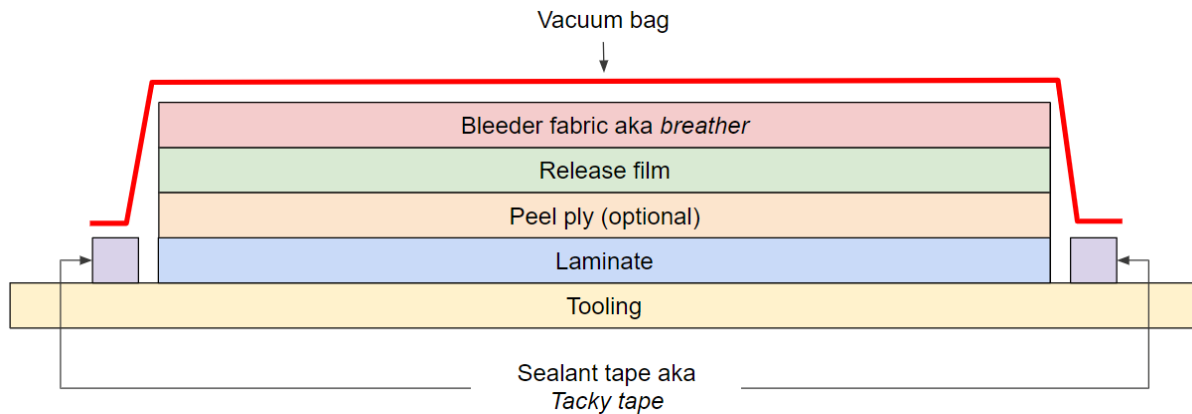 Vacuum bag
Bleeder fabric aka breather
Release film
Peel ply (optional)
Laminate
Tooling
Sealant tape aka
Tacky tape